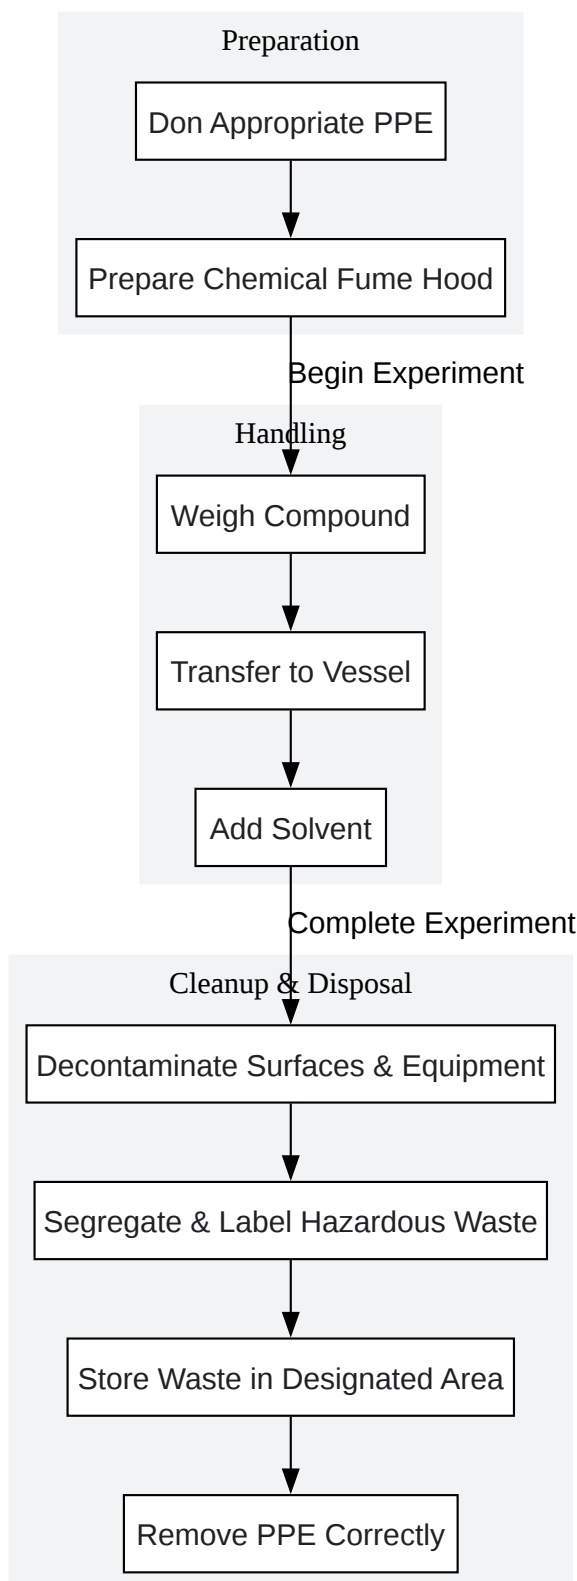 Preparation
Don Appropriate PPE
Prepare Chemical Fume Hood
Begin Experiment
Handling
Weigh Compound
Transfer to Vessel
Add Solvent
Complete Experiment
Cleanup & Disposal
Decontaminate Surfaces & Equipment
Segregate & Label Hazardous Waste
Store Waste in Designated Area
Remove PPE Correctly